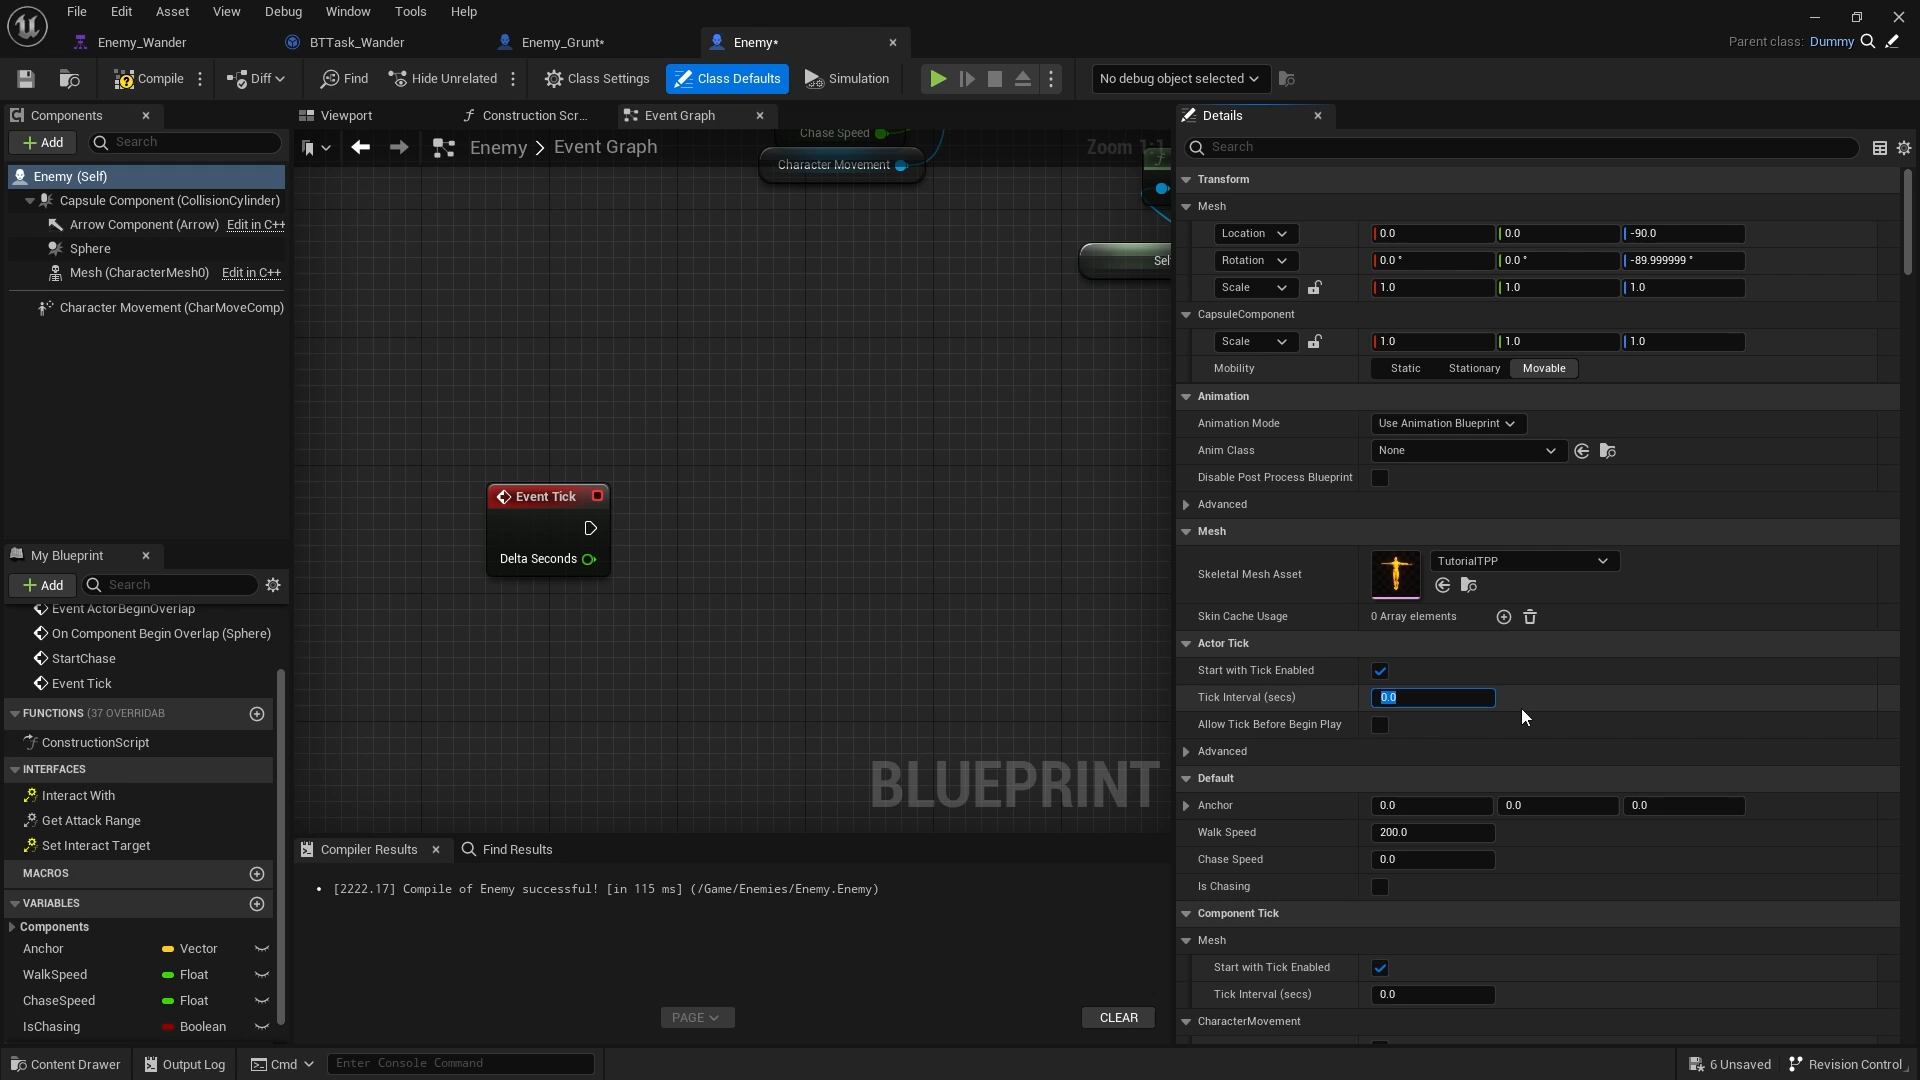 File Edit Asset View Debug Window Tools Help
Enemy_Wander BTTask_Wander Enemy_Grunt* Enemy*
Parent class: Dummy
Compile Diff Find Hide Unrelated Class Settings Class Defaults Simulation No debug object selected
Components
Add Search
Enemy (Self)
Capsule Component (CollisionCylinder)
Arrow Component (Arrow) Edit in C++
Sphere
Mesh (CharacterMesh0) Edit in C++
Character Movement (CharMoveComp)
My Blueprint
Add Search
Event ActorBeginOverlap
On Component Begin Overlap (Sphere)
StartChase
Event Tick
FUNCTIONS (37 OVERRIDAB
ConstructionScript
INTERFACES
Interact With
Get Attack Range
Set Interact Target
MACROS
VARIABLES
Components
Anchor Vector
WalkSpeed Float
ChaseSpeed Float
IsChasing Boolean
Viewport Construction Scr... Event Graph
Enemy > Event Graph Zoom 1:1
Chase Speed
Character Movement
Sel
Event Tick
Delta Seconds
BLUEPRINT
Compiler Results Find Results
• [2222.17] Compile of Enemy successful! [in 115 ms] (/Game/Enemies/Enemy.Enemy)
PAGE CLEAR
Details
Search
Transform
Mesh
Location 0.0 0.0 -90.0
Rotation 0.0 ° 0.0 ° -89.999999 °
Scale 1.0 1.0 1.0
CapsuleComponent
Scale 1.0 1.0 1.0
Mobility Static Stationary Movable
Animation
Animation Mode Use Animation Blueprint
Anim Class None
Disable Post Process Blueprint
Advanced
Mesh
Skeletal Mesh Asset TutorialTPP
Skin Cache Usage 0 Array elements
Actor Tick
Start with Tick Enabled
Tick Interval (secs) 0.0
Allow Tick Before Begin Play
Advanced
Default
Anchor 0.0 0.0 0.0
Walk Speed 200.0
Chase Speed 0.0
Is Chasing
Component Tick
Mesh
Start with Tick Enabled
Tick Interval (secs) 0.0
CharacterMovement
Content Drawer Output Log Cmd Enter Console Command 6 Unsaved Revision Control